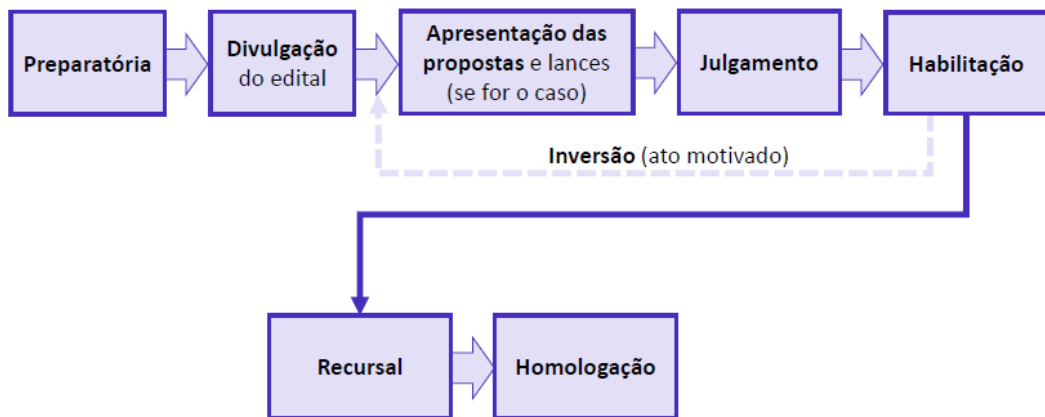 Preparatória
Divulgação
do edital
Apresentação das
propostas e lances
(se for o caso)
Julgamento
Habilitação
Inversão (ato motivado)
Recursal
Homologação